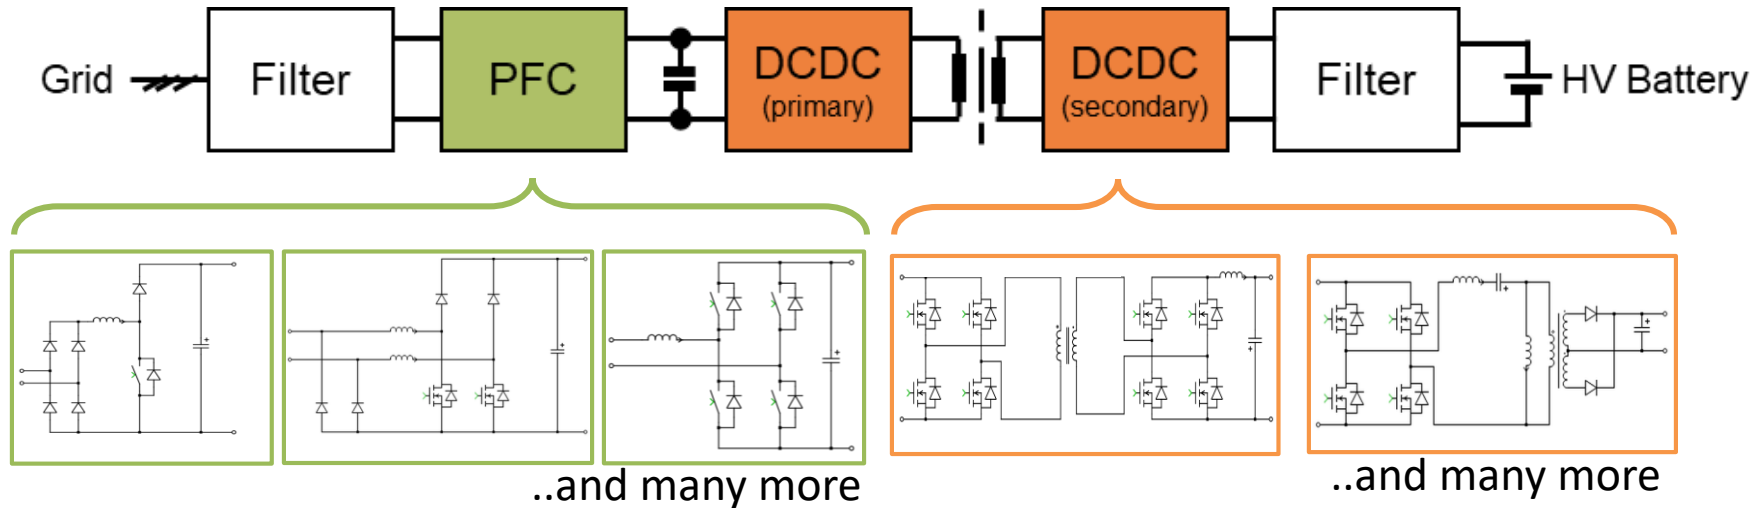 Grid
Filter
PFC
DCDC
(primary)
DCDC
(secondary)
Filter
HV Battery
..and many more
..and many more